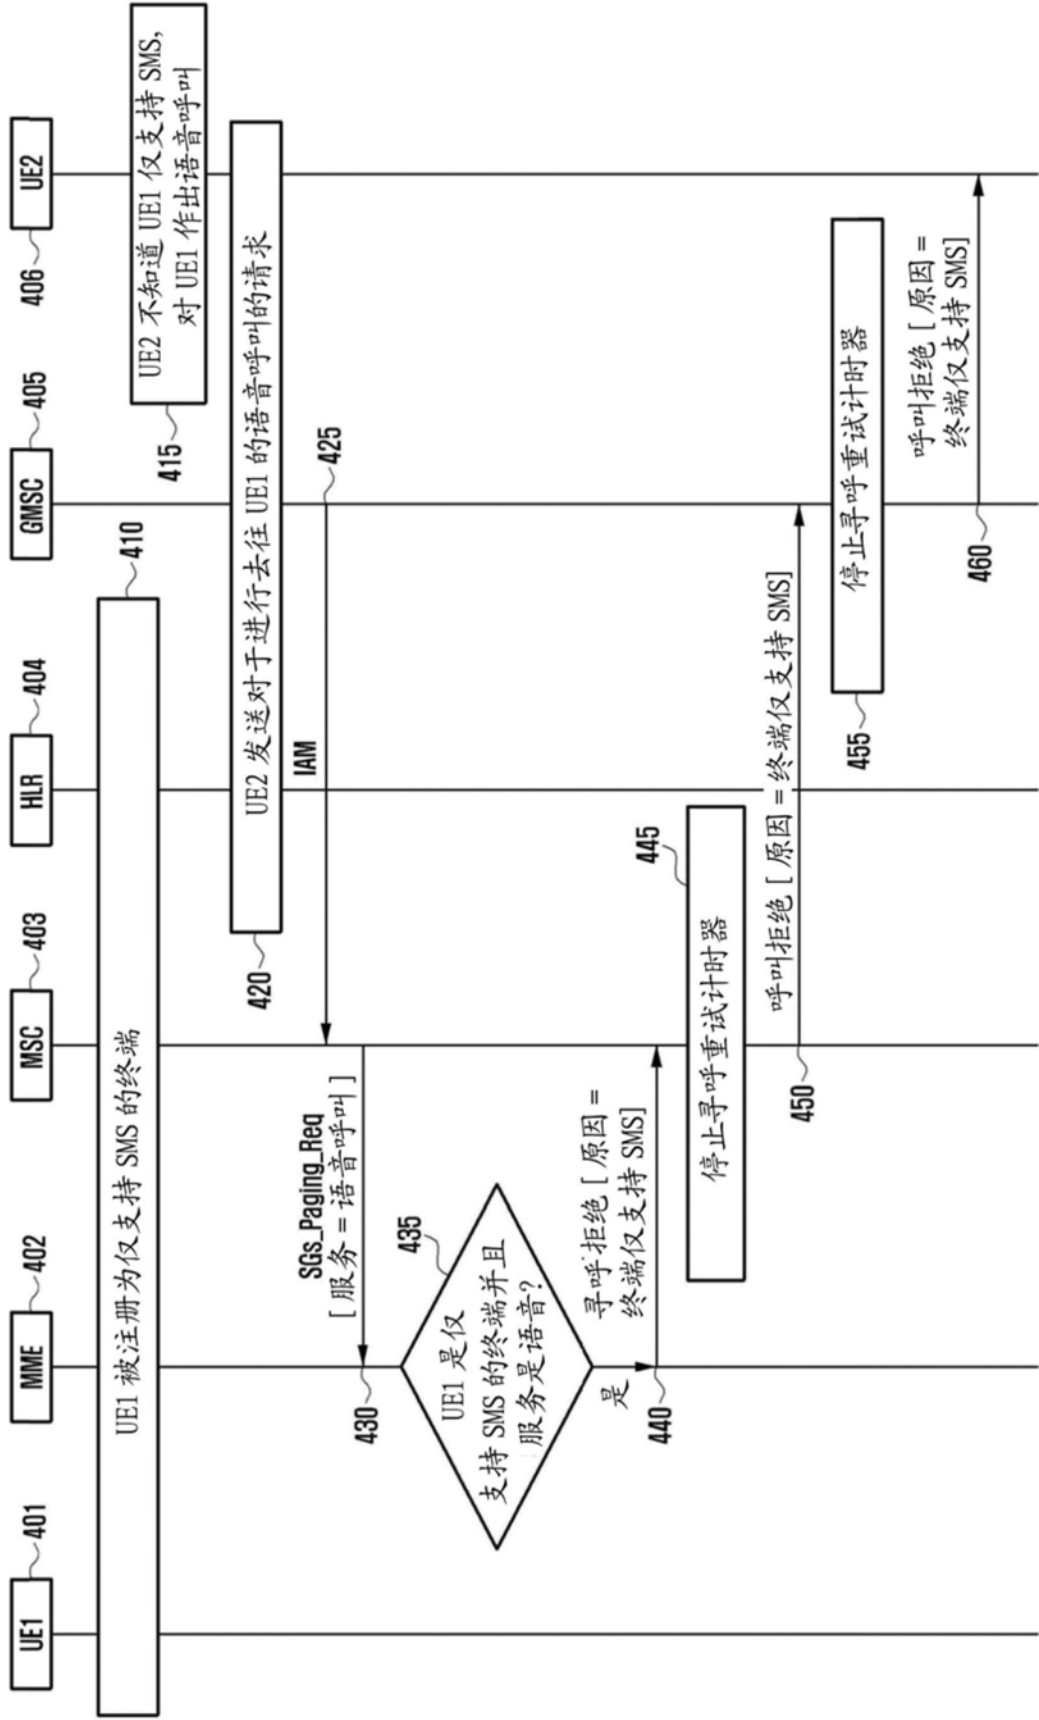 UE1
401
MME
402
MSC
403
HLR
404
GMSC
405
406
UE2
UE1 被注册为仅支持 SMS 的终端
410
415
UE2 不知道 UE1 仅支持 SMS,
对 UE1 作出语音呼叫
420
UE2 发送对于进行去往 UE1 的语音呼叫的请求
IAM
425
SGs_Paging_Req
[ 服务 = 语音呼叫 ]
430
435
UE1 是仅
支持 SMS 的终端并且
服务是语音?
是
寻呼拒绝 [ 原因 =
终端仅支持 SMS]
440
445
停止寻呼重试计时器
呼叫拒绝 [ 原因 = 终端仅支持 SMS]
450
455
停止寻呼重试计时器
呼叫拒绝 [ 原因 =
终端仅支持 SMS]
460